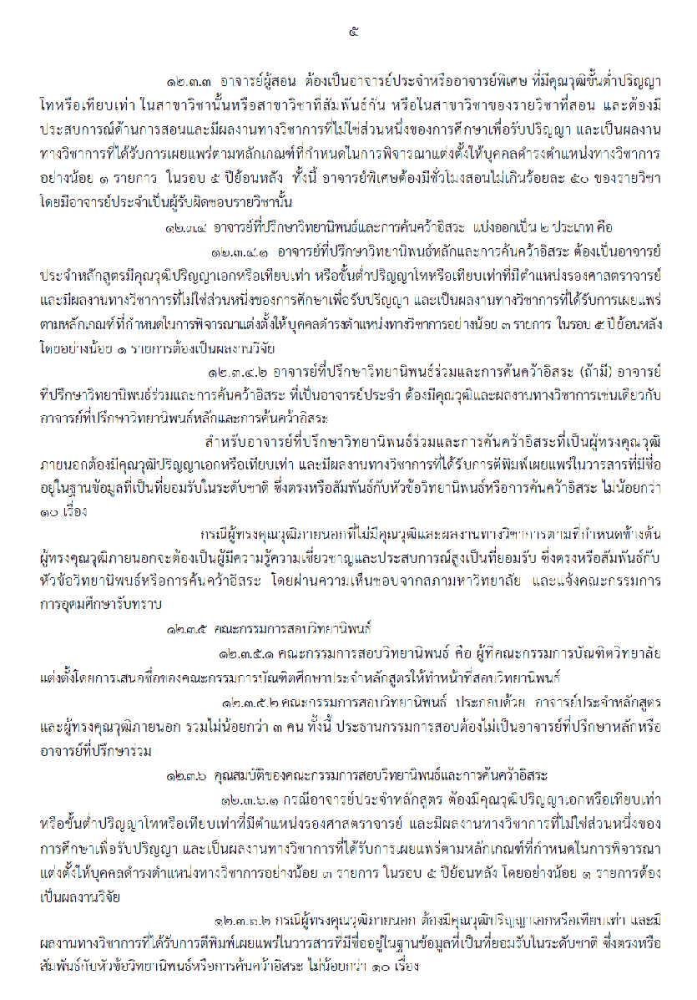 ๕
๑๒.๓.๓ อาจารย์ผู้สอน ต้องเป็นอาจารย์ประจำหรืออาจารย์พิเศษ ที่มีคุณวุฒิขั้นต่ำปริญญา
โทหรือเทียบเท่า ในสาขาวิชานั้นหรือสาขาวิชาที่สัมพันธ์กัน หรือในสาขาวิชาของรายวิชาที่สอน และต้องมี
ประสบการณ์ด้านการสอนและมีผลงานทางวิชาการที่ไม่ใช่ส่วนหนึ่งของการศึกษาเพื่อรับปริญญา และเป็นผลงาน
ทางวิชาการที่ได้รับการเผยแพร่ตามหลักเกณฑ์ที่กำหนดในการพิจารณาแต่งตั้งให้บุคคลดำรงตำแหน่งทางวิชาการ
อย่างน้อย ๑ รายการ ในรอบ ๕ ปีย้อนหลัง ทั้งนี้ อาจารย์พิเศษต้องมีชั่วโมงสอนไม่เกินร้อยละ ๕๐ ของรายวิชา
โดยมีอาจารย์ประจำเป็นผู้รับผิดชอบรายวิชานั้น
๑๒.๓.๔ อาจารย์ที่ปรึกษาวิทยานิพนธ์และการค้นคว้าอิสระ แบ่งออกเป็น ๒ ประเภท คือ
๑๒.๓.๔.๑ อาจารย์ที่ปรึกษาวิทยานิพนธ์หลักและการค้นคว้าอิสระ ต้องเป็นอาจารย์
ประจำหลักสูตรมีคุณวุฒิปริญญาเอกหรือเทียบเท่า หรือขั้นต่ำปริญญาโทหรือเทียบเท่าที่มีตำแหน่งรองศาสตราจารย์
และมีผลงานทางวิชาการที่ไม่ใช่ส่วนหนึ่งของการศึกษาเพื่อรับปริญญา และเป็นผลงานทางวิชาการที่ได้รับการเผยแพร่
ตามหลักเกณฑ์ที่กำหนดในการพิจารณาแต่งตั้งให้บุคคลดำรงตำแหน่งทางวิชาการอย่างน้อย ๓ รายการ ในรอบ ๕ ปีย้อนหลัง
โดยอย่างน้อย ๑ รายการต้องเป็นผลงานวิจัย
๑๒.๓.๔.๒ อาจารย์ที่ปรึกษาวิทยานิพนธ์ร่วมและการค้นคว้าอิสระ (ถ้ามี) อาจารย์
ที่ปรึกษาวิทยานิพนธ์ร่วมและการค้นคว้าอิสระ ที่เป็นอาจารย์ประจำ ต้องมีคุณวุฒิและผลงานทางวิชาการเช่นเดียวกับ
อาจารย์ที่ปรึกษาวิทยานิพนธ์หลักและการค้นคว้าอิสระ
สำหรับอาจารย์ที่ปรึกษาวิทยานิพนธ์ร่วมและการค้นคว้าอิสระที่เป็นผู้ทรงคุณวุฒิ
ภายนอกต้องมีคุณวุฒิปริญญาเอกหรือเทียบเท่า และมีผลงานทางวิชาการที่ได้รับการตีพิมพ์เผยแพร่ในวารสารที่มีชื่อ
อยู่ในฐานข้อมูลที่เป็นที่ยอมรับในระดับชาติ ซึ่งตรงหรือสัมพันธ์กับหัวข้อวิทยานิพนธ์หรือการค้นคว้าอิสระ ไม่น้อยกว่า
๑๐ เรื่อง
กรณีผู้ทรงคุณวุฒิภายนอกที่ไม่มีคุณวุฒิและผลงานทางวิชาการตามที่กำหนดข้างต้น
ผู้ทรงคุณวุฒิภายนอกจะต้องเป็นผู้มีความรู้ความเชี่ยวชาญและประสบการณ์สูงเป็นที่ยอมรับ ซึ่งตรงหรือสัมพันธ์กับ
หัวข้อวิทยานิพนธ์หรือการค้นคว้าอิสระ โดยผ่านความเห็นชอบจากสภามหาวิทยาลัย และแจ้งคณะกรรมการ
การอุดมศึกษารับทราบ
๑๒.๓.๕ คณะกรรมการสอบวิทยานิพนธ์
๑๒.๓.๕.๑ คณะกรรมการสอบวิทยานิพนธ์ คือ ผู้ที่คณะกรรมการบัณฑิตวิทยาลัย
แต่งตั้งโดยการเสนอชื่อของคณะกรรมการบัณฑิตศึกษาประจำหลักสูตรให้ทำหน้าที่สอบวิทยานิพนธ์
๑๒.๓.๕.๒ คณะกรรมการสอบวิทยานิพนธ์ ประกอบด้วย อาจารย์ประจำหลักสูตร
และผู้ทรงคุณวุฒิภายนอก รวมไม่น้อยกว่า ๓ คน ทั้งนี้ ประธานกรรมการสอบต้องไม่เป็นอาจารย์ที่ปรึกษาหลักหรือ
อาจารย์ที่ปรึกษาร่วม
๑๒.๓.๖ คุณสมบัติของคณะกรรมการสอบวิทยานิพนธ์และการค้นคว้าอิสระ
๑๒.๓.๖.๑ กรณีอาจารย์ประจำหลักสูตร ต้องมีคุณวุฒิปริญญาเอกหรือเทียบเท่า
หรือขั้นต่ำปริญญาโทหรือเทียบเท่าที่มีตำแหน่งรองศาสตราจารย์ และมีผลงานทางวิชาการที่ไม่ใช่ส่วนหนึ่งของ
การศึกษาเพื่อรับปริญญา และเป็นผลงานทางวิชาการที่ได้รับการเผยแพร่ตามหลักเกณฑ์ที่กำหนดในการพิจารณา
แต่งตั้งให้บุคคลดำรงตำแหน่งทางวิชาการอย่างน้อย ๓ รายการ ในรอบ ๕ ปีย้อนหลัง โดยอย่างน้อย ๑ รายการต้อง
เป็นผลงานวิจัย
๑๒.๓.๖.๒ กรณีผู้ทรงคุณวุฒิภายนอก ต้องมีคุณวุฒิปริญญาเอกหรือเทียบเท่า และมี
ผลงานทางวิชาการที่ได้รับการตีพิมพ์เผยแพร่ในวารสารที่มีชื่ออยู่ในฐานข้อมูลที่เป็นที่ยอมรับในระดับชาติ ซึ่งตรงหรือ
สัมพันธ์กับหัวข้อวิทยานิพนธ์หรือการค้นคว้าอิสระ ไม่น้อยกว่า ๑๐ เรื่อง